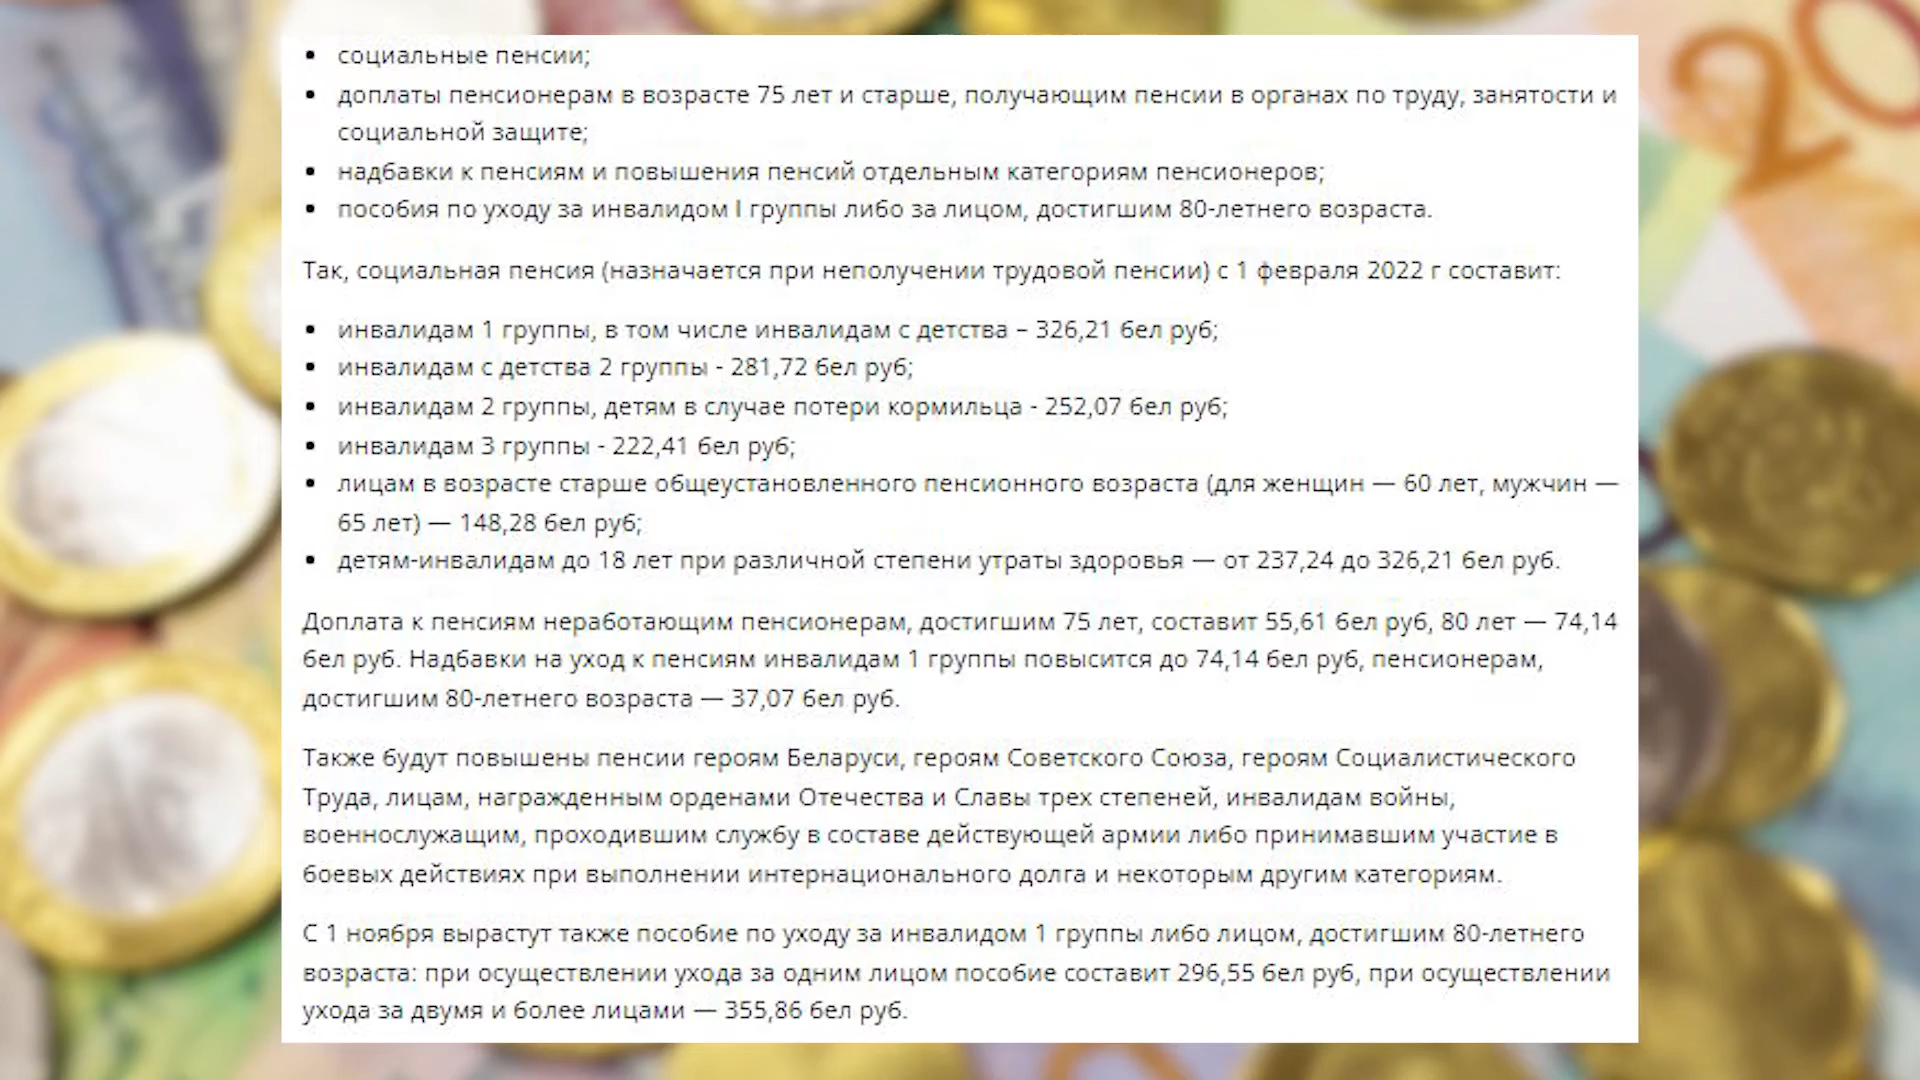 • социальные пенсии;
• доплаты пенсионерам в возрасте 75 лет и старше, получающим пенсии в органах по труду, занятости и
социальной защите;
• надбавки к пенсиям и повышения пенсий отдельным категориям пенсионеров;
• пособия по уходу за инвалидом I группы либо за лицом, достигшим 80-летнего возраста.
Так, социальная пенсия (назначается при неполучении трудовой пенсии) с 1 февраля 2022 г составит:
• инвалидам 1 группы, в том числе инвалидам с детства – 326,21 бел руб;
• инвалидам с детства 2 группы - 281,72 бел руб;
• инвалидам 2 группы, детям в случае потери кормильца - 252,07 бел руб;
• инвалидам 3 группы - 222,41 бел руб;
• лицам в возрасте старше общеустановленного пенсионного возраста (для женщин — 60 лет, мужчин —
65 лет) — 148,28 бел руб;
• детям-инвалидам до 18 лет при различной степени утраты здоровья — от 237,24 до 326,21 бел руб.
Доплата к пенсиям неработающим пенсионерам, достигшим 75 лет, составит 55,61 бел руб, 80 лет — 74,14
бел руб. Надбавки на уход к пенсиям инвалидам 1 группы повысится до 74,14 бел руб, пенсионерам,
достигшим 80-летнего возраста — 37,07 бел руб.
Также будут повышены пенсии героям Беларуси, героям Советского Союза, героям Социалистического
Труда, лицам, награжденным орденами Отечества и Славы трех степеней, инвалидам войны,
военнослужащим, проходившим службу в составе действующей армии либо принимавшим участие в
боевых действиях при выполнении интернационального долга и некоторым другим категориям.
С 1 ноября вырастут также пособие по уходу за инвалидом 1 группы либо лицом, достигшим 80-летнего
возраста: при осуществлении ухода за одним лицом пособие составит 296,55 бел руб, при осуществлении
ухода за двумя и более лицами — 355,86 бел руб.
20